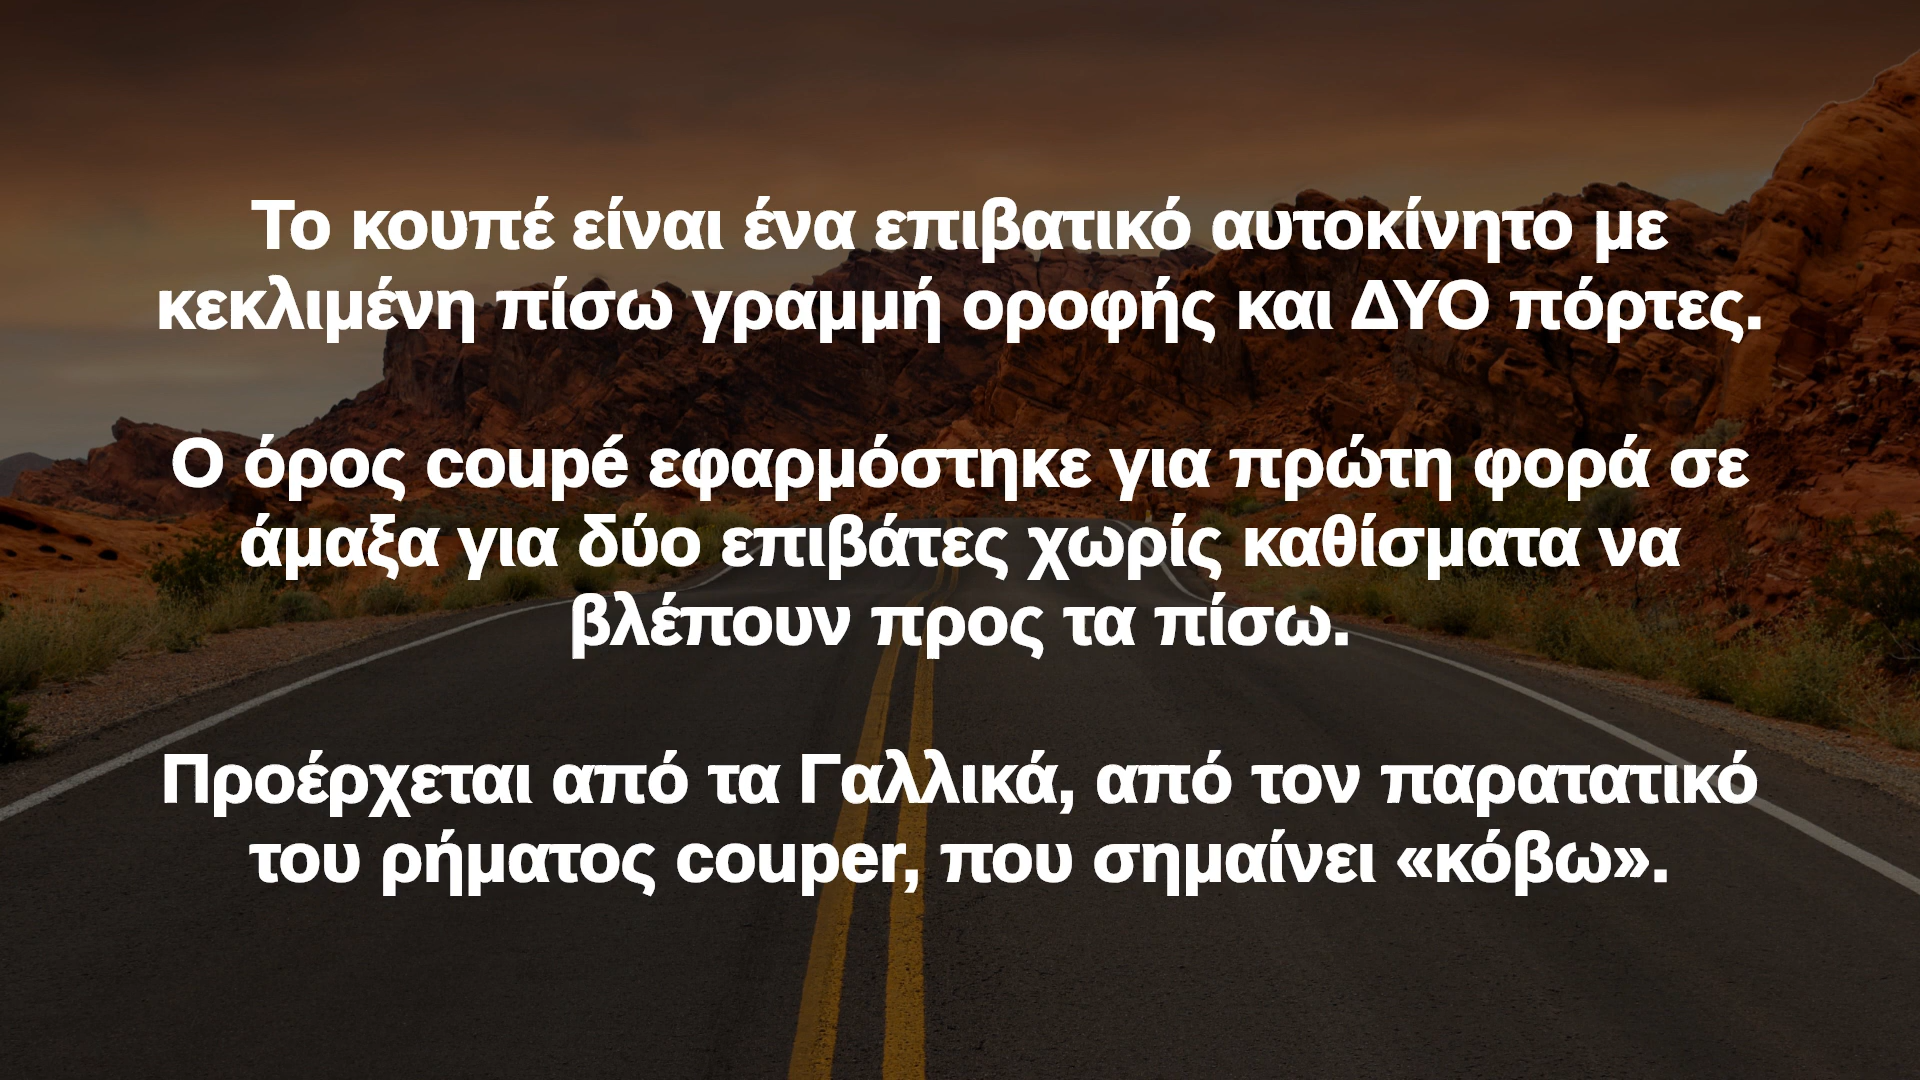 Το κουπέ είναι ένα επιβατικό αυτοκίνητο με
κεκλιμένη πίσω γραμμή οροφής και ΔΥΟ πόρτες.
Ο όρος coupé εφαρμόστηκε για πρώτη φορά σε
άμαξα για δύο επιβάτες χωρίς καθίσματα να
βλέπουν προς τα πίσω.
Προέρχεται από τα Γαλλικά, από τον παρατατικό
του ρήματος couper, που σημαίνει «κόβω».